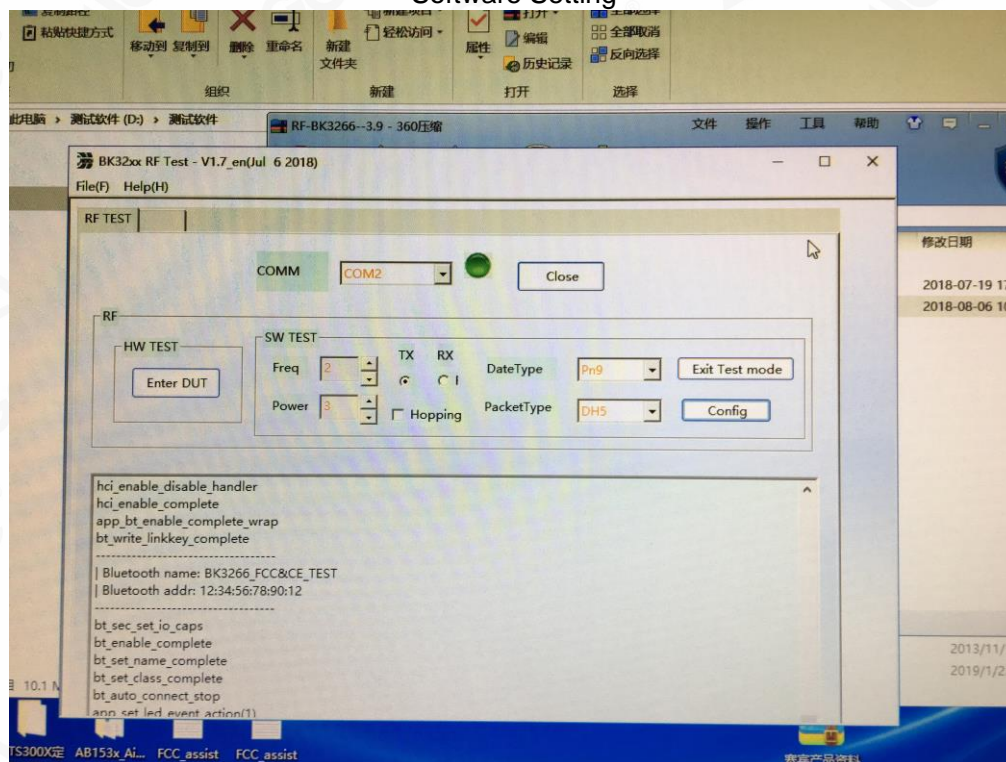 Software Setting
粘贴快捷方式
移动到 复制到 删除 重命名 新建
文件夹
轻松访问
属性
打开
编辑
历史记录
全部取消
反向选择
组织 新建 打开 选择
此电脑 › 测试软件 (D:) › 测试软件
RF-BK3266--3.9 - 360压缩 文件 操作 工具 帮助
BK32xx RF Test - V1.7_en(Jul 6 2018)
File(F) Help(H)
RF TEST
修改日期
COMM COM2 Close
2018-07-19 17
2018-08-06 10
RF
HW TEST
Enter DUT
SW TEST
Freq 2 TX RX DateType Pn9 Exit Test mode
Power 3 Hopping PacketType DH5 Config
hci_enable_disable_handler
hci_enable_complete
app_bt_enable_complete_wrap
bt_write_linkkey_complete
-----------------------------------
| Bluetooth name: BK3266_FCC&CE_TEST
| Bluetooth addr: 12:34:56:78:90:12
-----------------------------------
bt_sec_set_io_caps
bt_enable_complete
bt_set_name_complete
bt_set_class_complete
bt_auto_connect_stop
app_set_led_event_action(1)
2013/11/
2019/1/2
10.1 M
TS300X定 AB153x_Ai... FCC_assist FCC_assist